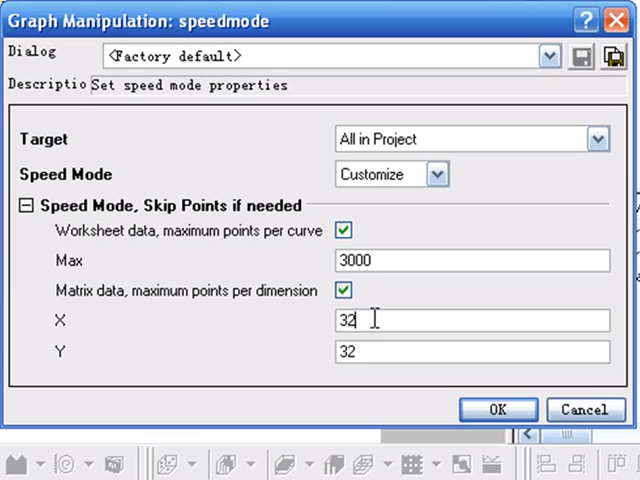 Graph Manipulation: speedmode
Dialog <Factory default>
Descriptio Set speed mode properties
Target All in Project
Speed Mode Customize
Speed Mode, Skip Points if needed
Worksheet data, maximum points per curve
Max 3000
Matrix data, maximum points per dimension
X 32
Y 32
OK Cancel